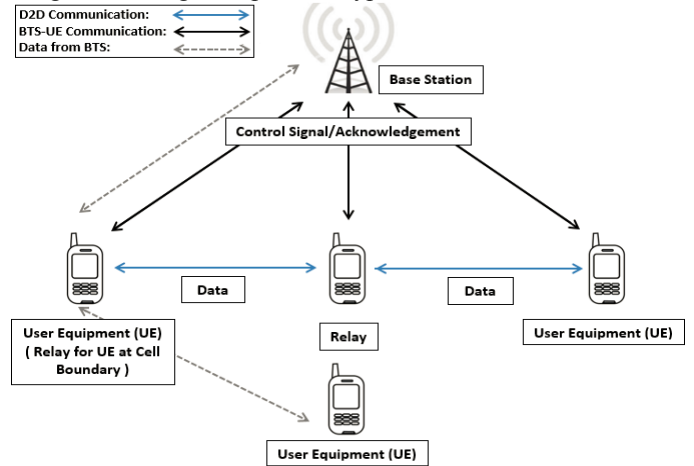 D2D Communication:
BTS-UE Communication:
Data from BTS:
Base Station
Control Signal/Acknowledgement
Data
Data
User Equipment (UE)
( Relay for UE at Cell
Boundary )
Relay
User Equipment (UE)
User Equipment (UE)